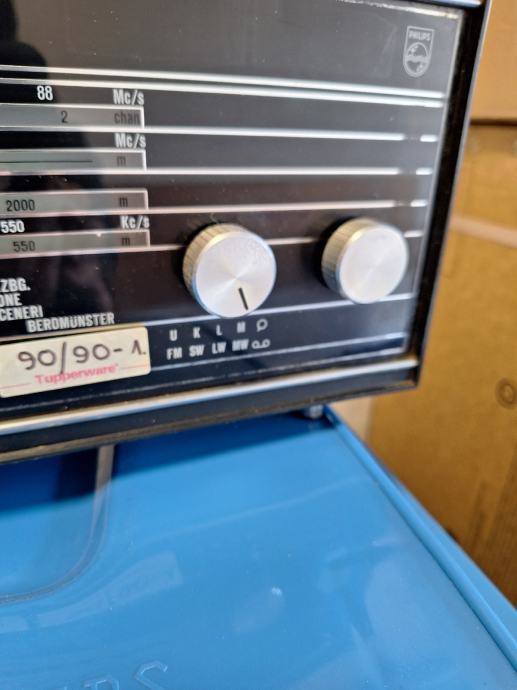 PHILIPS
88 Mc/s
2 chan
Mc/s
m
2000 m
550 Kc/s
550 m
ZBG.
ONE
CENERI
BEROMÜNSTER
90/90-1.
Tupperware
U K L M
FM SW LW MW